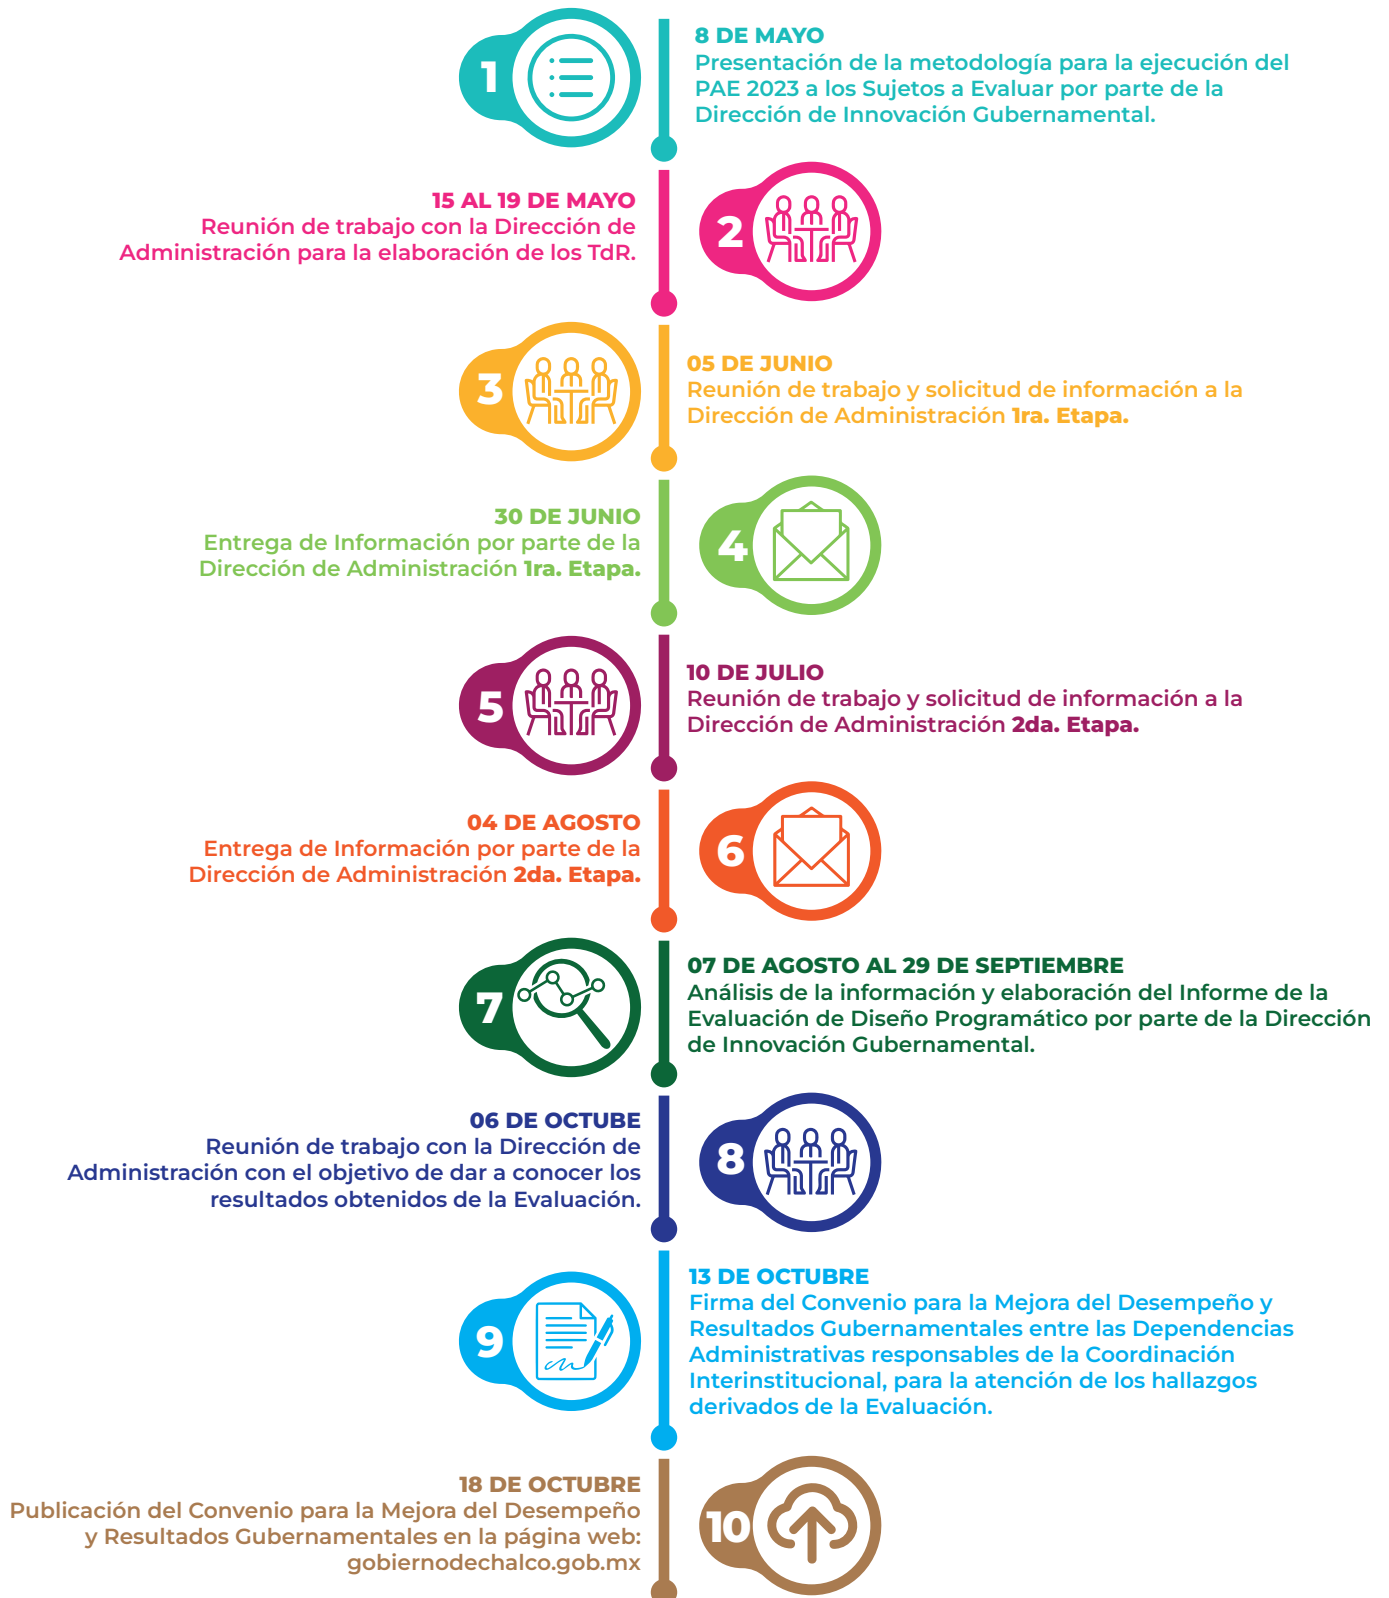 1
8 DE MAYO
Presentación de la metodología para la ejecución del
PAE 2023 a los Sujetos a Evaluar por parte de la
Dirección de Innovación Gubernamental.
15 AL 19 DE MAYO
Reunión de trabajo con la Dirección de
Administración para la elaboración de los TdR.
2
3
05 DE JUNIO
Reunión de trabajo y solicitud de información a la
Dirección de Administración 1ra. Etapa.
30 DE JUNIO
Entrega de Información por parte de la
Dirección de Administración 1ra. Etapa.
4
5
10 DE JULIO
Reunión de trabajo y solicitud de información a la
Dirección de Administración 2da. Etapa.
04 DE AGOSTO
Entrega de Información por parte de la
Dirección de Administración 2da. Etapa.
6
7
07 DE AGOSTO AL 29 DE SEPTIEMBRE
Análisis de la información y elaboración del Informe de la
Evaluación de Diseño Programático por parte de la Dirección
de Innovación Gubernamental.
06 DE OCTUBE
Reunión de trabajo con la Dirección de
Administración con el objetivo de dar a conocer los
resultados obtenidos de la Evaluación.
8
9
13 DE OCTUBRE
Firma del Convenio para la Mejora del Desempeño y
Resultados Gubernamentales entre las Dependencias
Administrativas responsables de la Coordinación
Interinstitucional, para la atención de los hallazgos
derivados de la Evaluación.
18 DE OCTUBRE
Publicación del Convenio para la Mejora del Desempeño
y Resultados Gubernamentales en la página web:
gobiernodechalco.gob.mx
10